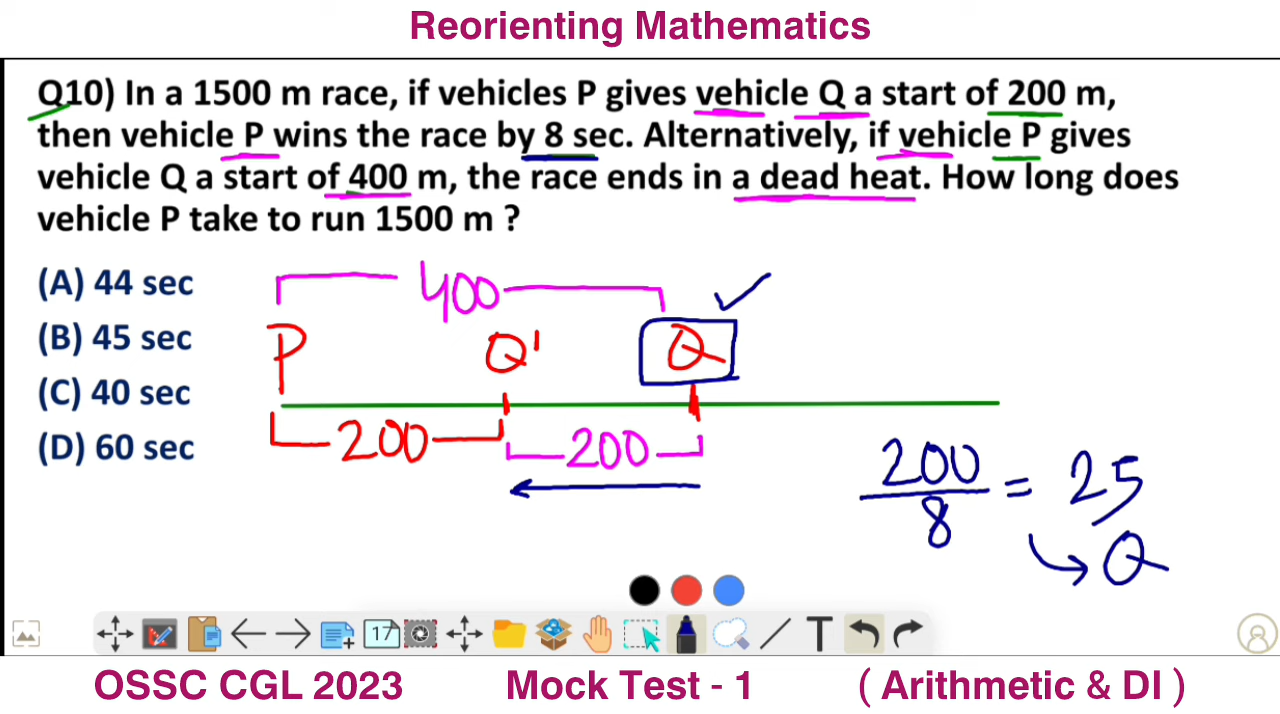 Reorienting Mathematics
Q10) In a 1500 m race, if vehicles P gives vehicle Q a start of 200 m,
then vehicle P wins the race by 8 sec. Alternatively, if vehicle P gives
vehicle Q a start of 400 m, the race ends in a dead heat. How long does
vehicle P take to run 1500 m ?
(A) 44 sec
(B) 45 sec
(C) 40 sec
(D) 60 sec
400
P Q' Q
200 200
200
8
= 25
Q
17 T
OSSC CGL 2023 Mock Test - 1 ( Arithmetic & DI )